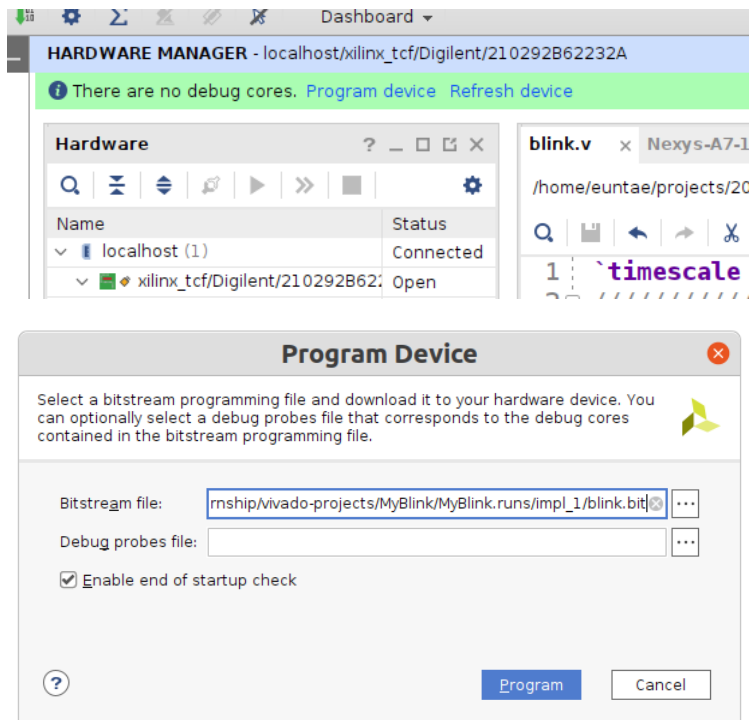 Dashboard
HARDWARE MANAGER - localhost/xilinx_tcf/Digilent/210292B62232A
There are no debug cores. Program device Refresh device
Hardware
blink.v Nexys-A7-1
/home/euntae/projects/20
Name Status
localhost (1) Connected
xilinx_tcf/Digilent/210292B622 Open
1 `timescale
Program Device
Select a bitstream programming file and download it to your hardware device. You
can optionally select a debug probes file that corresponds to the debug cores
contained in the bitstream programming file.
Bitstream file: rnship/vivado-projects/MyBlink/MyBlink.runs/impl_1/blink.bit
Debug probes file:
Enable end of startup check
Program Cancel